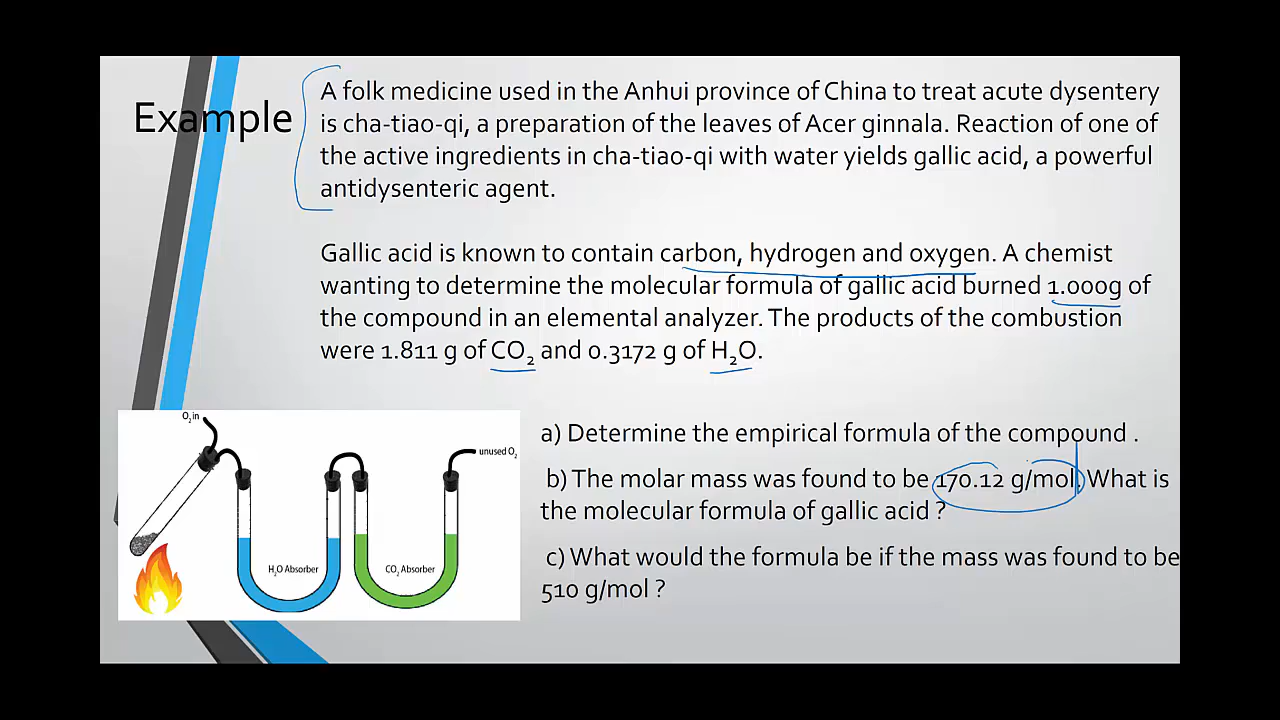 Example
A folk medicine used in the Anhui province of China to treat acute dysentery
is cha-tiao-qi, a preparation of the leaves of Acer ginnala. Reaction of one of
the active ingredients in cha-tiao-qi with water yields gallic acid, a powerful
antidysenteric agent.
Gallic acid is known to contain carbon, hydrogen and oxygen. A chemist
wanting to determine the molecular formula of gallic acid burned 1.000g of
the compound in an elemental analyzer. The products of the combustion
were 1.811 g of CO₂ and 0.3172 g of H₂O.
O₂ in
unused O₂
H₂O Absorber
CO₂ Absorber
a) Determine the empirical formula of the compound .
b) The molar mass was found to be 170.12 g/mol. What is
the molecular formula of gallic acid ?
c) What would the formula be if the mass was found to be
510 g/mol ?